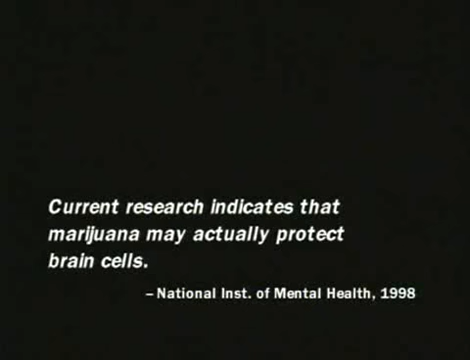 Current research indicates that
marijuana may actually protect
brain cells.
– National Inst. of Mental Health, 1998